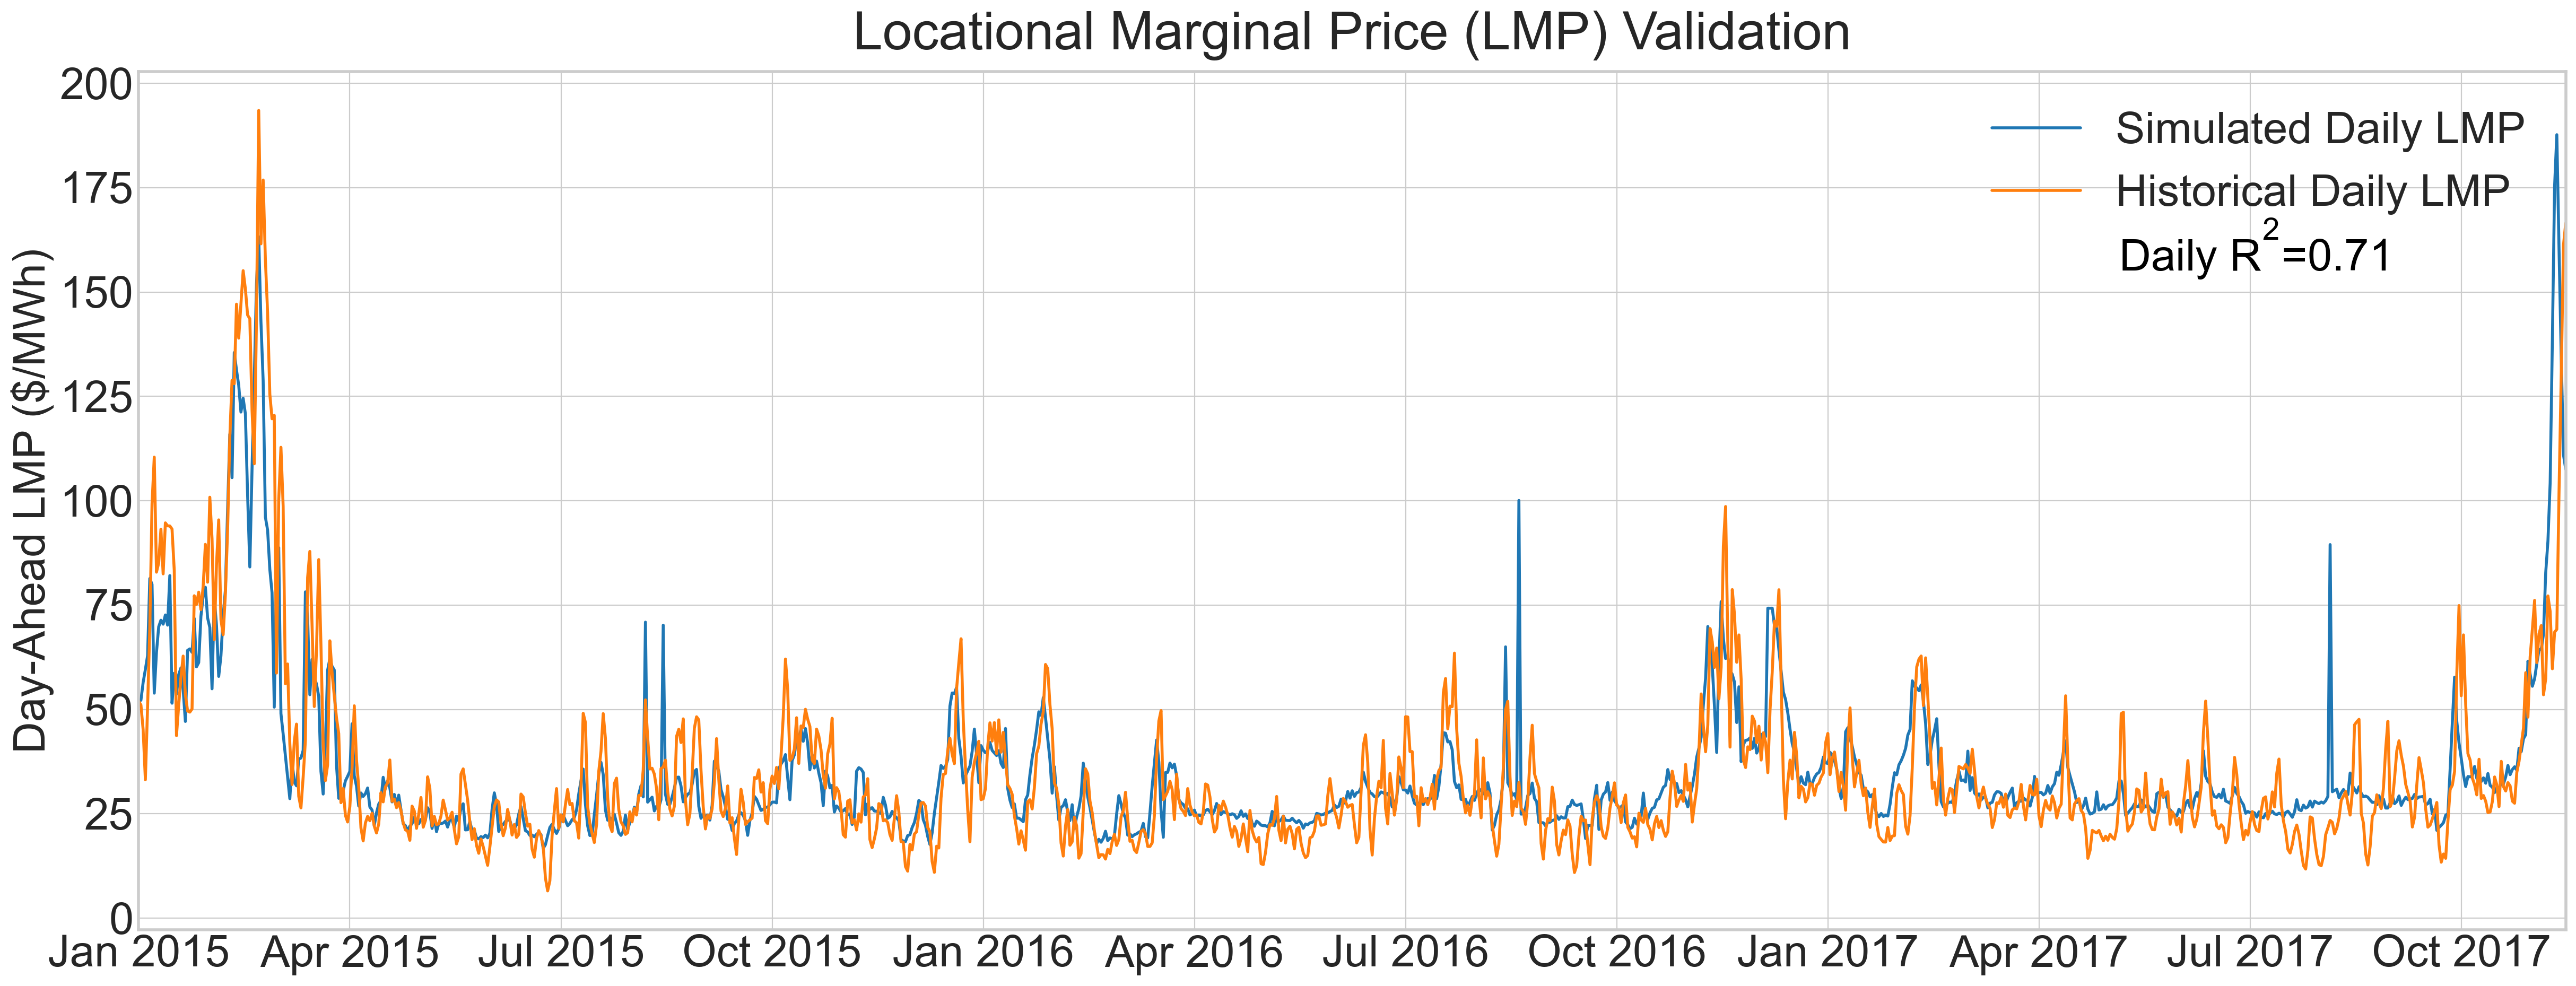 Locational Marginal Price (LMP) Validation
Day-Ahead LMP ($/MWh)
200
175
150
125
100
75
50
25
0
Simulated Daily LMP
Historical Daily LMP
Daily R²=0.71
Jan 2015 Apr 2015 Jul 2015 Oct 2015 Jan 2016 Apr 2016 Jul 2016 Oct 2016 Jan 2017 Apr 2017 Jul 2017 Oct 2017